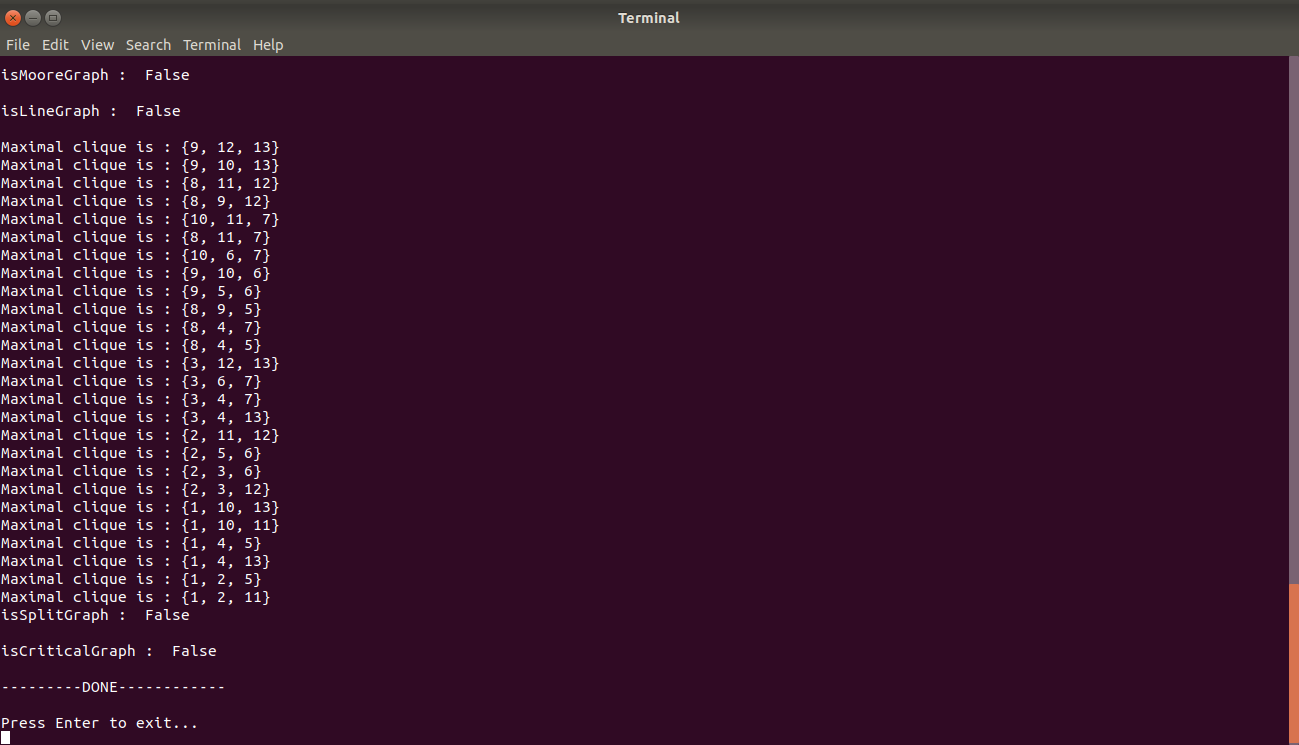 Terminal
File Edit View Search Terminal Help
isMooreGraph :  False
isLineGraph :  False
Maximal clique is : {9, 12, 13}
Maximal clique is : {9, 10, 13}
Maximal clique is : {8, 11, 12}
Maximal clique is : {8, 9, 12}
Maximal clique is : {10, 11, 7}
Maximal clique is : {8, 11, 7}
Maximal clique is : {10, 6, 7}
Maximal clique is : {9, 10, 6}
Maximal clique is : {9, 5, 6}
Maximal clique is : {8, 9, 5}
Maximal clique is : {8, 4, 7}
Maximal clique is : {8, 4, 5}
Maximal clique is : {3, 12, 13}
Maximal clique is : {3, 6, 7}
Maximal clique is : {3, 4, 7}
Maximal clique is : {3, 4, 13}
Maximal clique is : {2, 11, 12}
Maximal clique is : {2, 5, 6}
Maximal clique is : {2, 3, 6}
Maximal clique is : {2, 3, 12}
Maximal clique is : {1, 10, 13}
Maximal clique is : {1, 10, 11}
Maximal clique is : {1, 4, 5}
Maximal clique is : {1, 4, 13}
Maximal clique is : {1, 2, 5}
Maximal clique is : {1, 2, 11}
isSplitGraph :  False
isCriticalGraph :  False
---------DONE------------
Press Enter to exit...